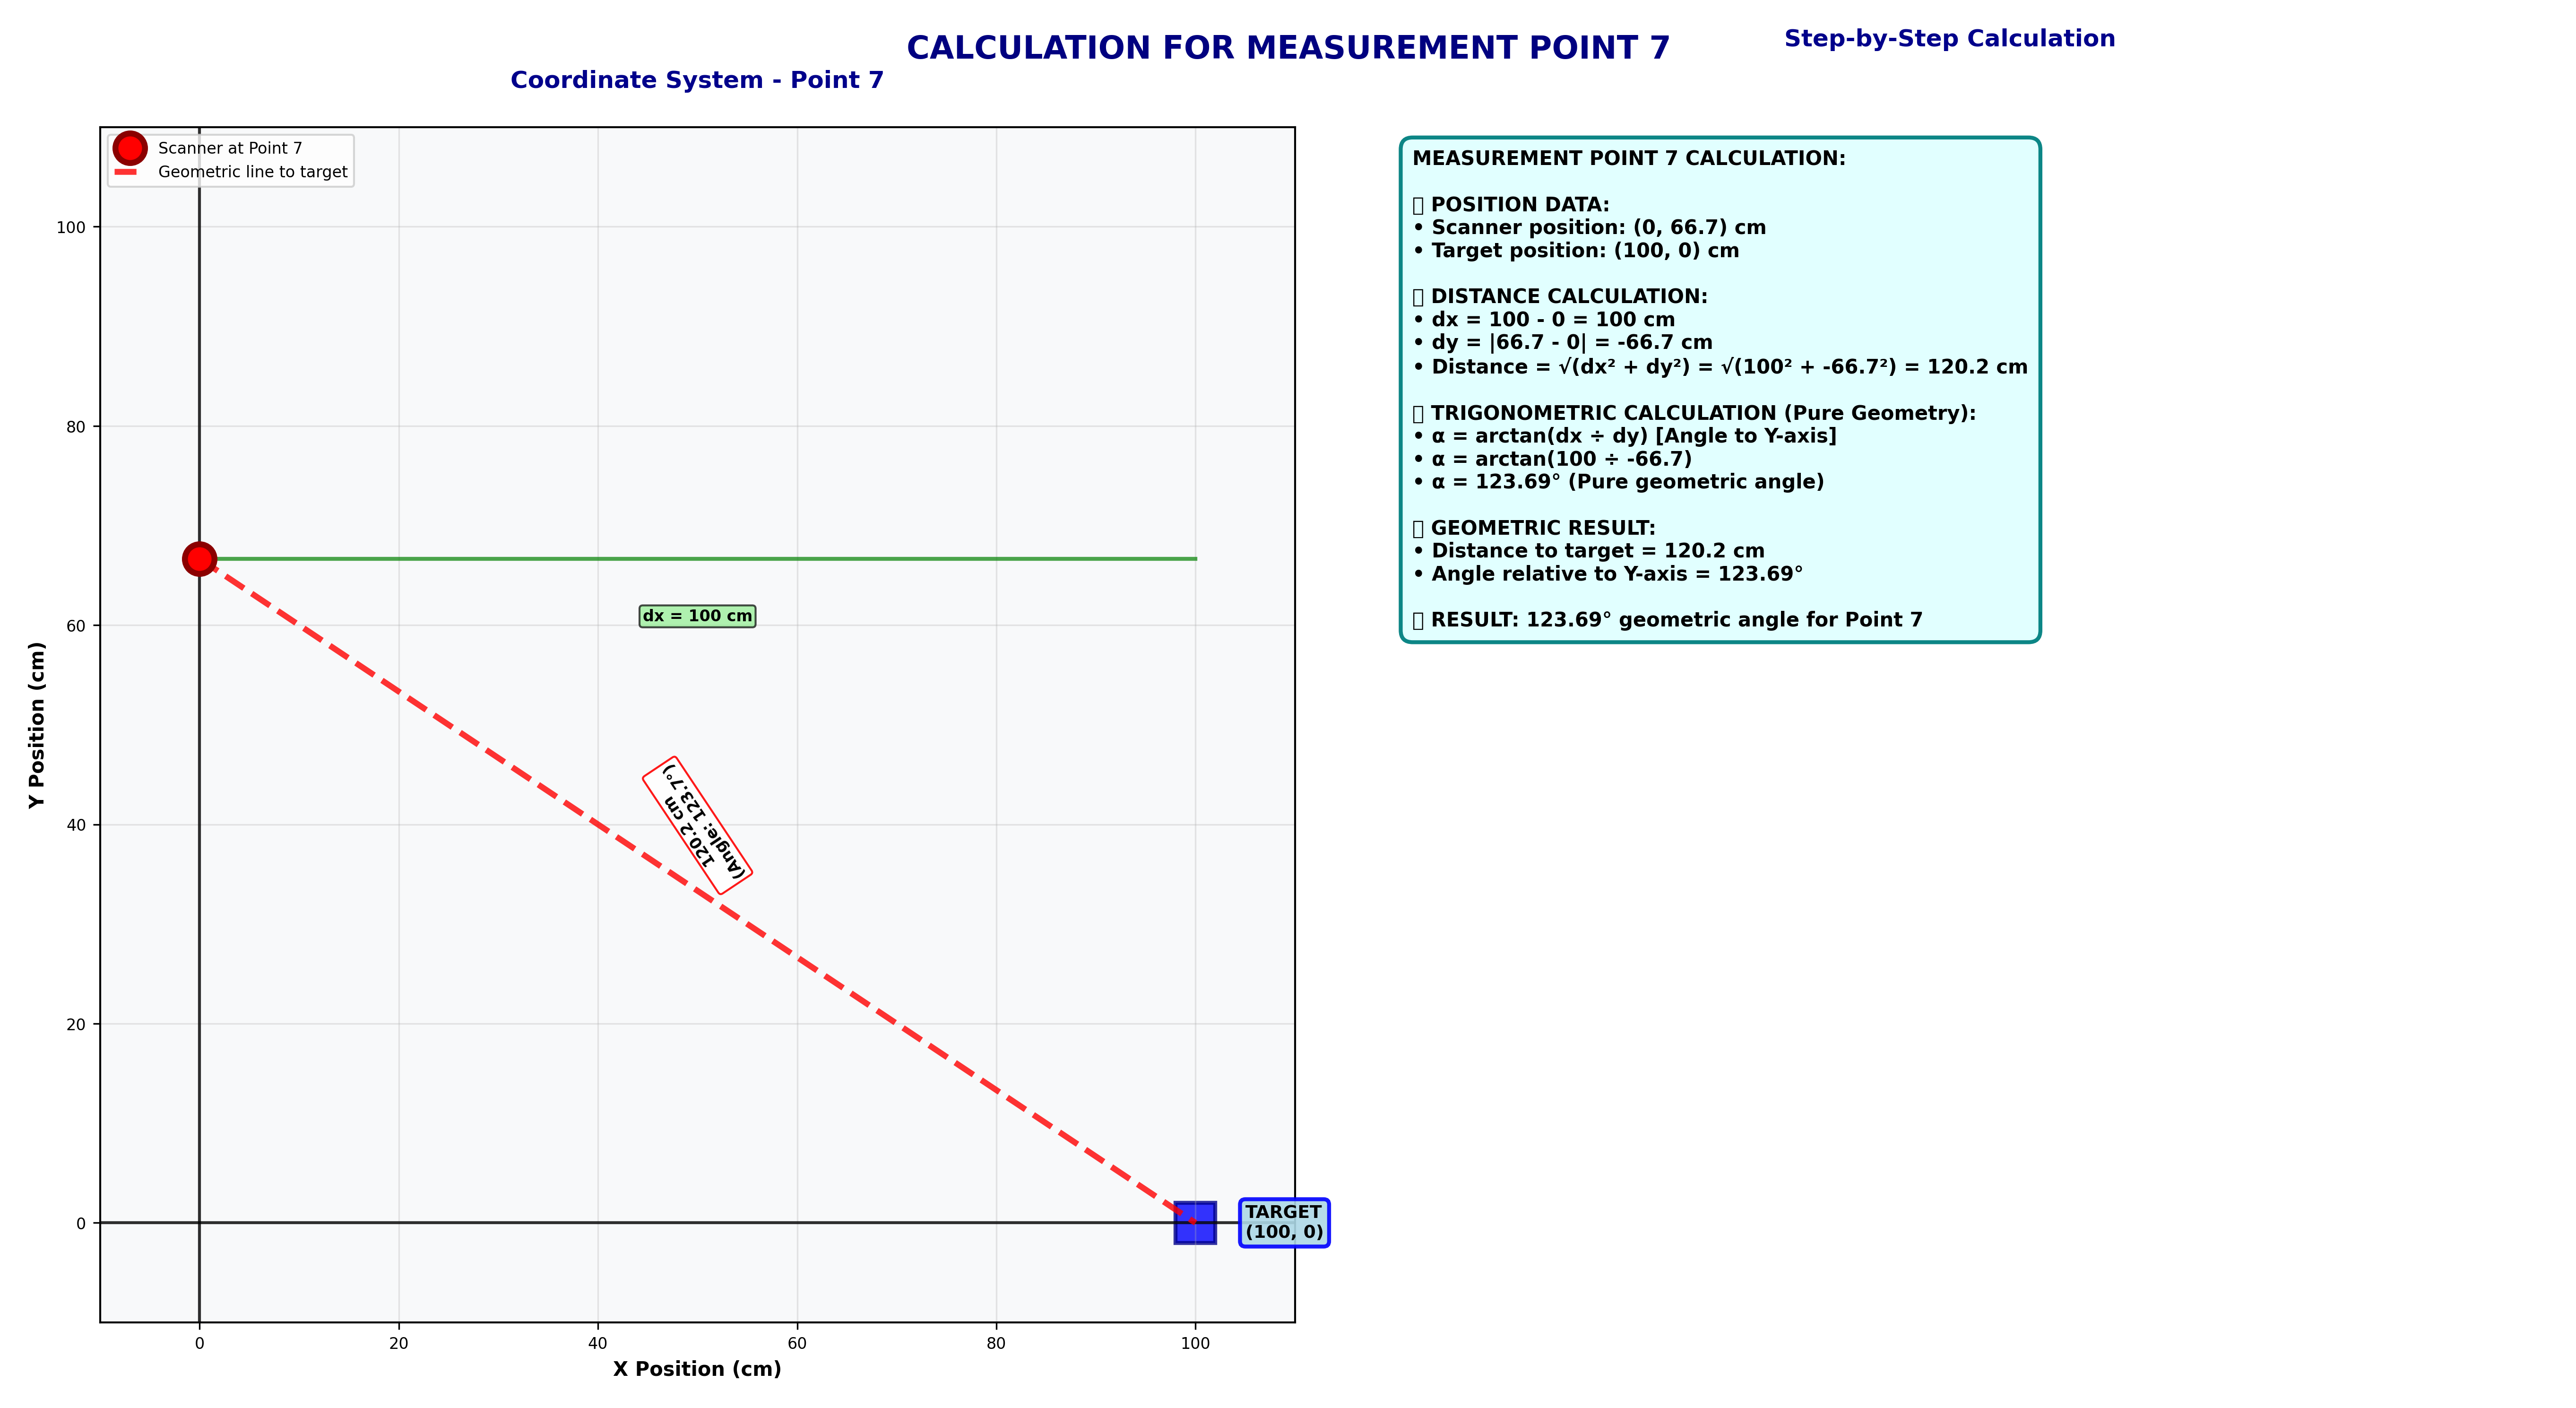 CALCULATION FOR MEASUREMENT POINT 7
Coordinate System - Point 7
Scanner at Point 7
Geometric line to target
100
80
60
40
20
0
Y Position (cm)
dx = 100 cm
120.2 cm
(Angle: 123.7°)
TARGET
(100, 0)
0
20
40
60
80
100
X Position (cm)
Step-by-Step Calculation
MEASUREMENT POINT 7 CALCULATION:
▯ POSITION DATA:
• Scanner position: (0, 66.7) cm
• Target position: (100, 0) cm
▯ DISTANCE CALCULATION:
• dx = 100 - 0 = 100 cm
• dy = |66.7 - 0| = -66.7 cm
• Distance = √(dx² + dy²) = √(100² + -66.7²) = 120.2 cm
▯ TRIGONOMETRIC CALCULATION (Pure Geometry):
• α = arctan(dx ÷ dy) [Angle to Y-axis]
• α = arctan(100 ÷ -66.7)
• α = 123.69° (Pure geometric angle)
▯ GEOMETRIC RESULT:
• Distance to target = 120.2 cm
• Angle relative to Y-axis = 123.69°
▯ RESULT: 123.69° geometric angle for Point 7